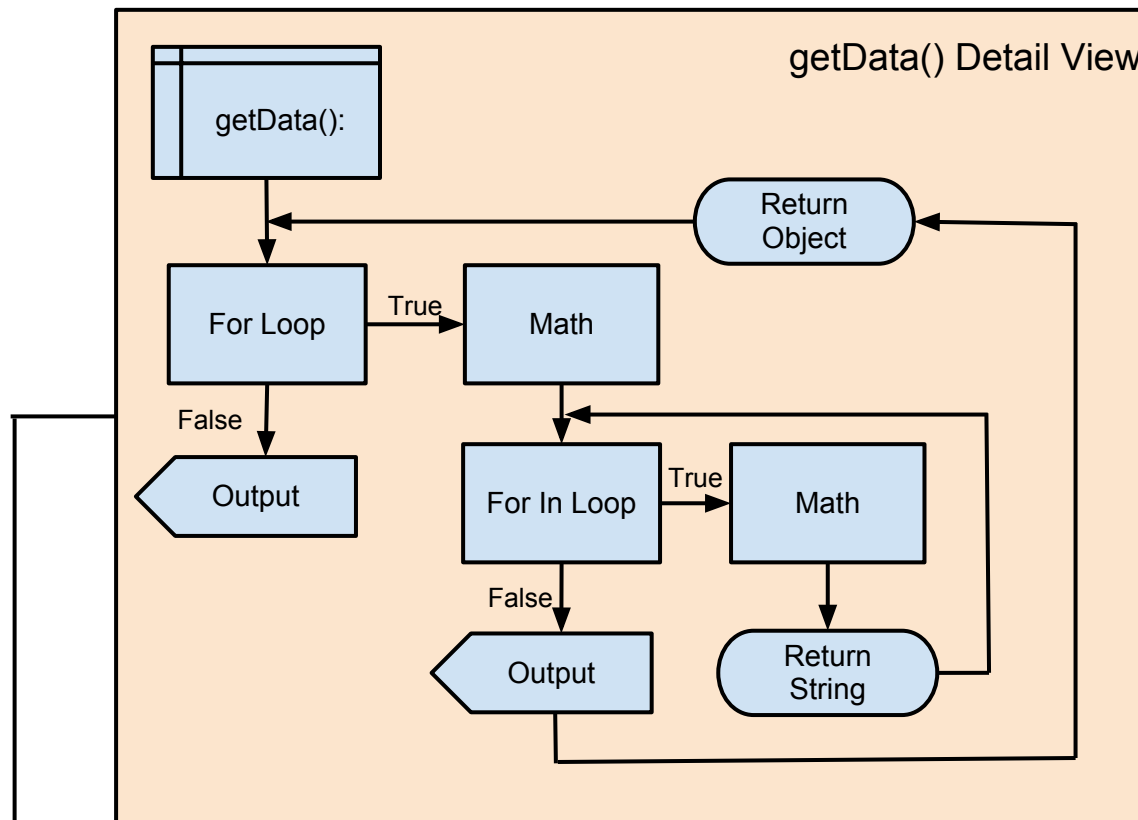 getData() Detail View
getData():
Return
Object
For Loop
True
Math
False
Output
For In Loop
True
Math
False
Output
Return
String